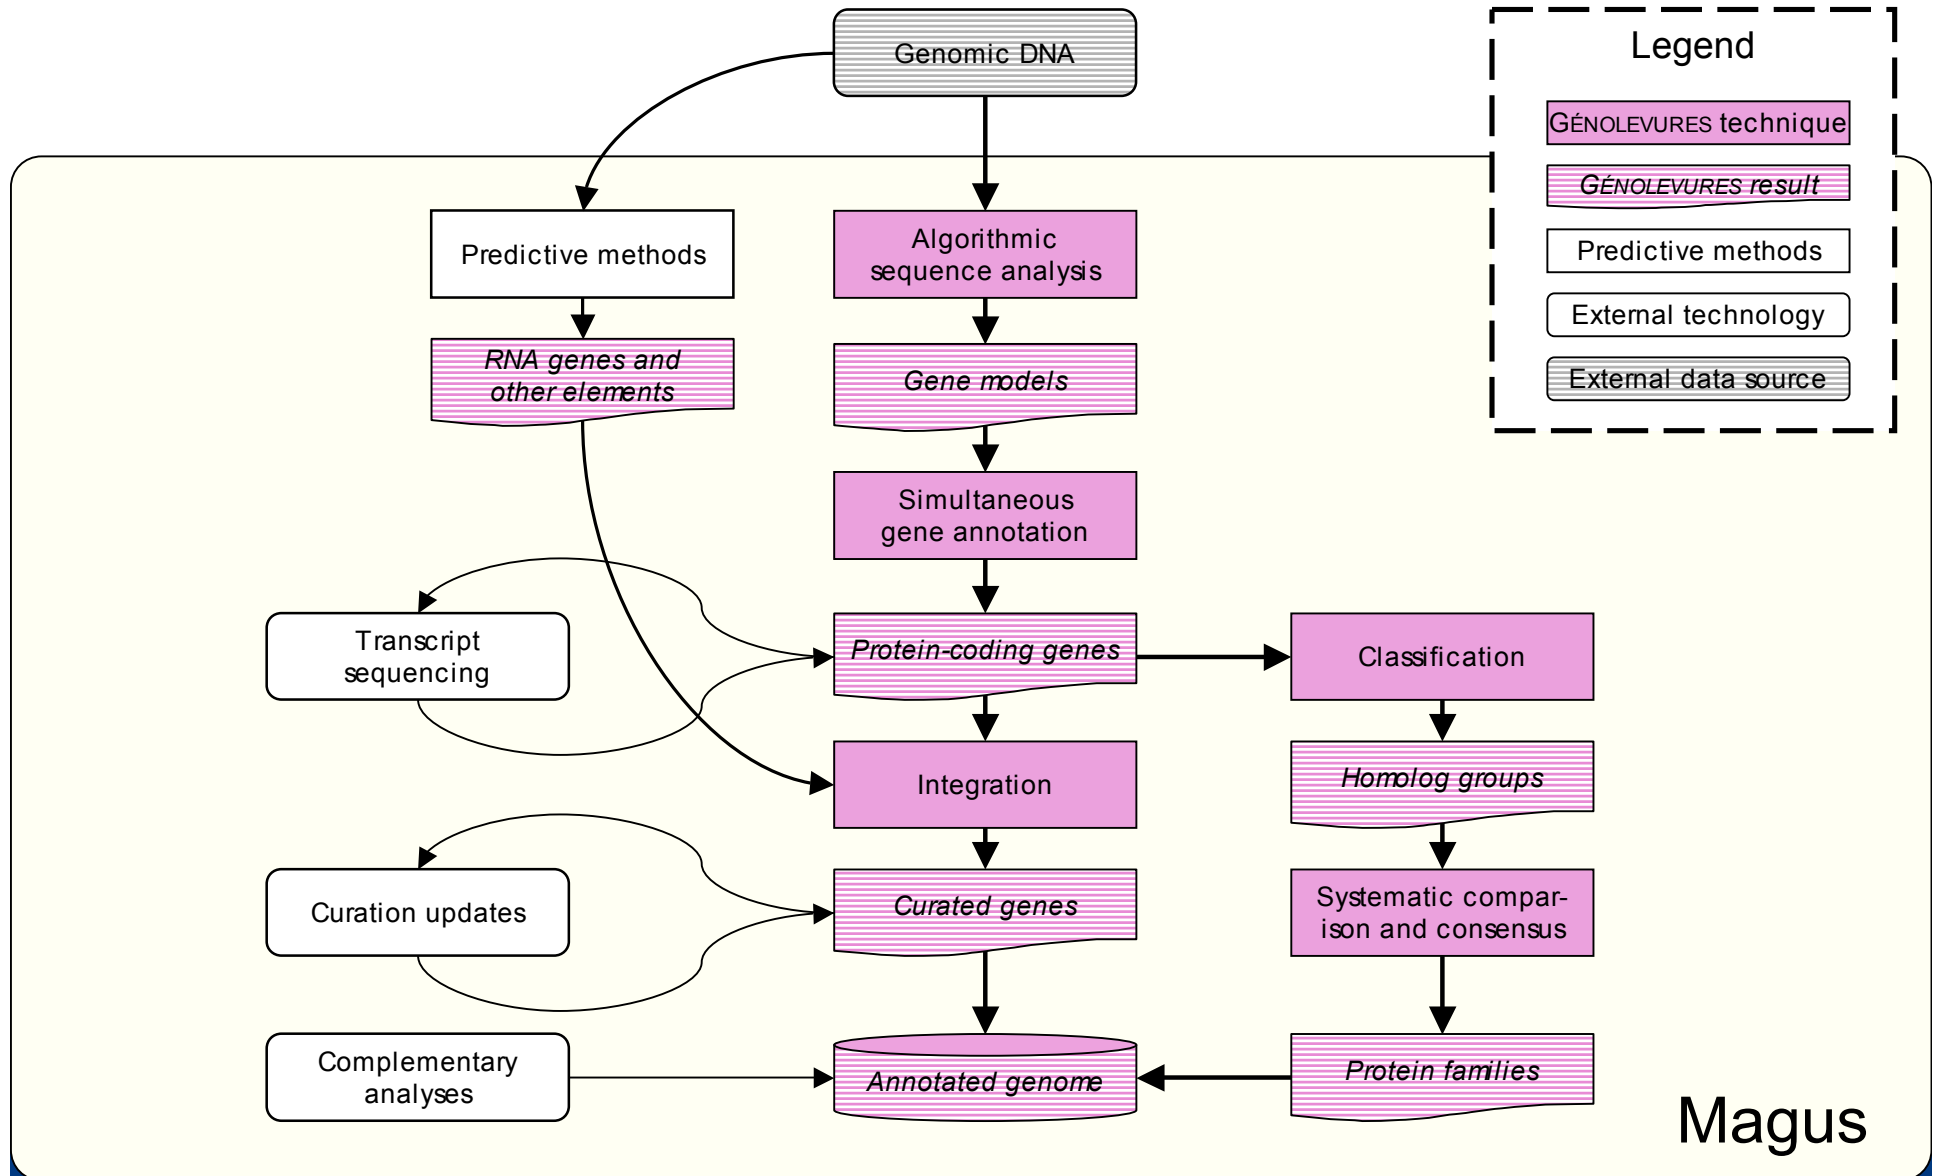 Genomic DNA
Legend
GÉNOLEVURES technique
GÉNOLEVURES result
Predictive methods
External technology
External data source
Predictive methods
Algorithmic
sequence analysis
RNA genes and
other elements
Gene models
Simultaneous
gene annotation
Transcript
sequencing
Protein-coding genes
Classification
Integration
Homolog groups
Curation updates
Curated genes
Systematic compar-
ison and consensus
Complementary
analyses
Annotated genome
Protein families
Magus